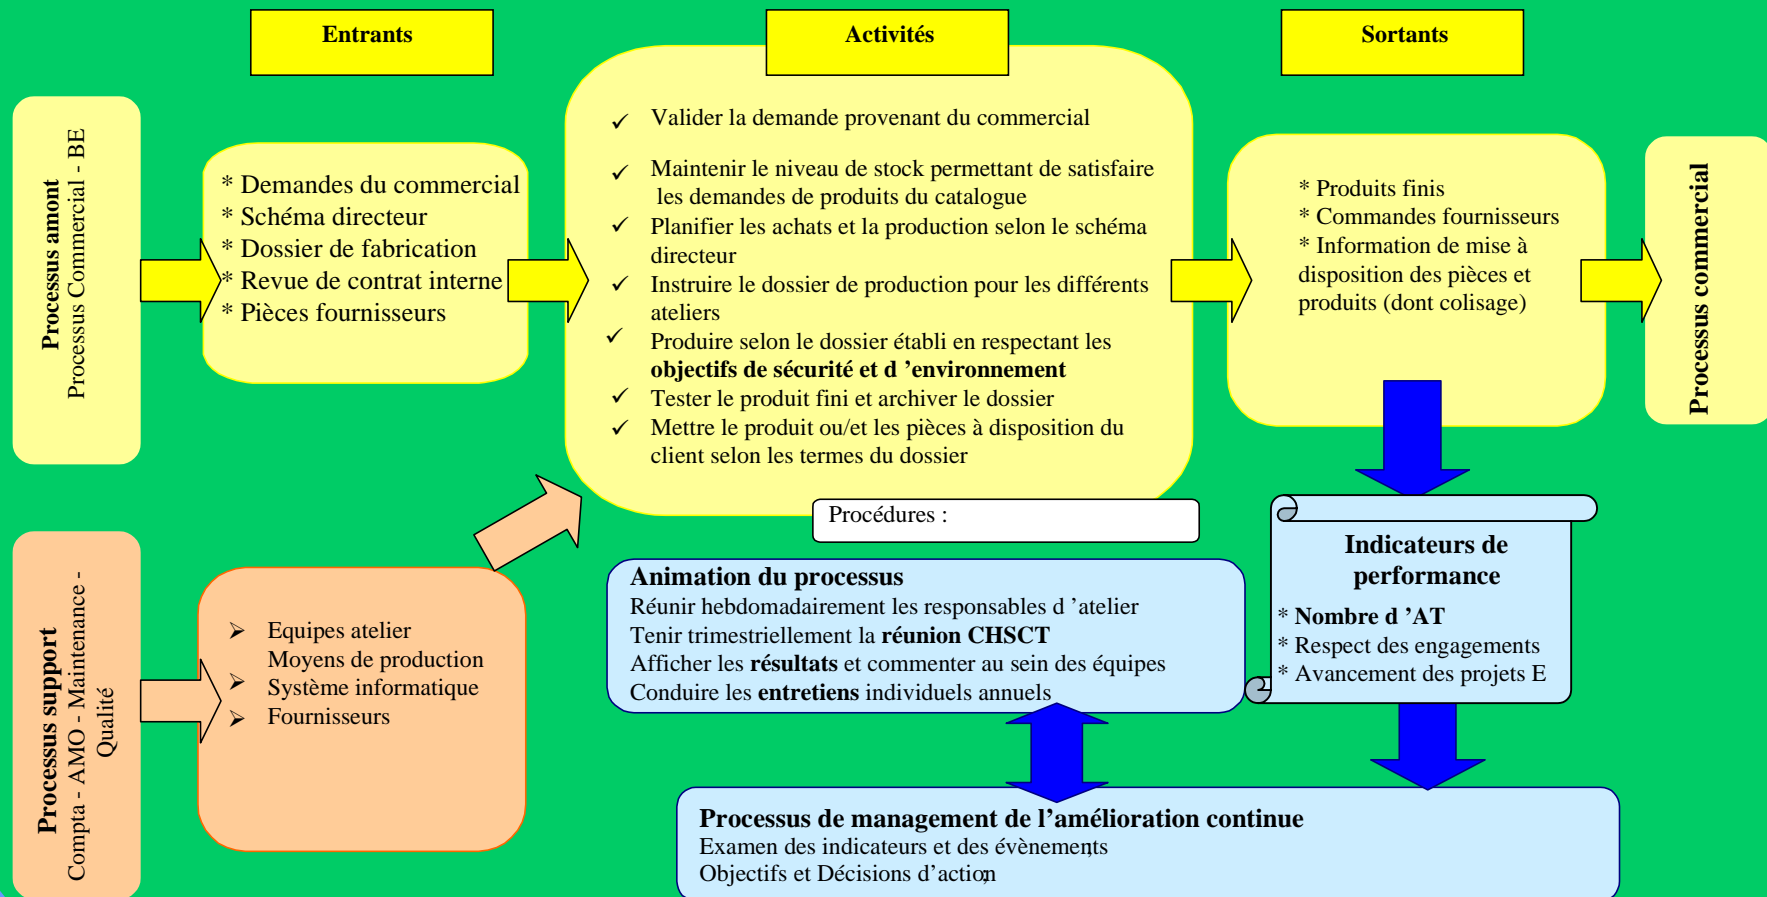 Entrants
Activités
Sortants
Processus amont
Processus Commercial - BE
* Demandes du commercial
* Schéma directeur
* Dossier de fabrication
* Revue de contrat interne
* Pièces fournisseurs
✓ Valider la demande provenant du commercial
✓ Maintenir le niveau de stock permettant de satisfaire
les demandes de produits du catalogue
✓ Planifier les achats et la production selon le schéma
directeur
✓ Instruire le dossier de production pour les différents
ateliers
✓ Produire selon le dossier établi en respectant les
objectifs de sécurité et d ’environnement
✓ Tester le produit fini et archiver le dossier
✓ Mettre le produit ou/et les pièces à disposition du
client selon les termes du dossier
* Produits finis
* Commandes fournisseurs
* Information de mise à
disposition des pièces et
produits (dont colisage)
Processus commercial
Procédures :
Processus support
Compta - AMO - Maintenance -
Qualité
➢ Equipes atelier
Moyens de production
➢ Système informatique
➢ Fournisseurs
Animation du processus
Réunir hebdomadairement les responsables d ’atelier
Tenir trimestriellement la réunion CHSCT
Afficher les résultats et commenter au sein des équipes
Conduire les entretiens individuels annuels
Indicateurs de
performance
* Nombre d ’AT
* Respect des engagements
* Avancement des projets E
Processus de management de l’amélioration continue
Examen des indicateurs et des évènements;
Objectifs et Décisions d’action;